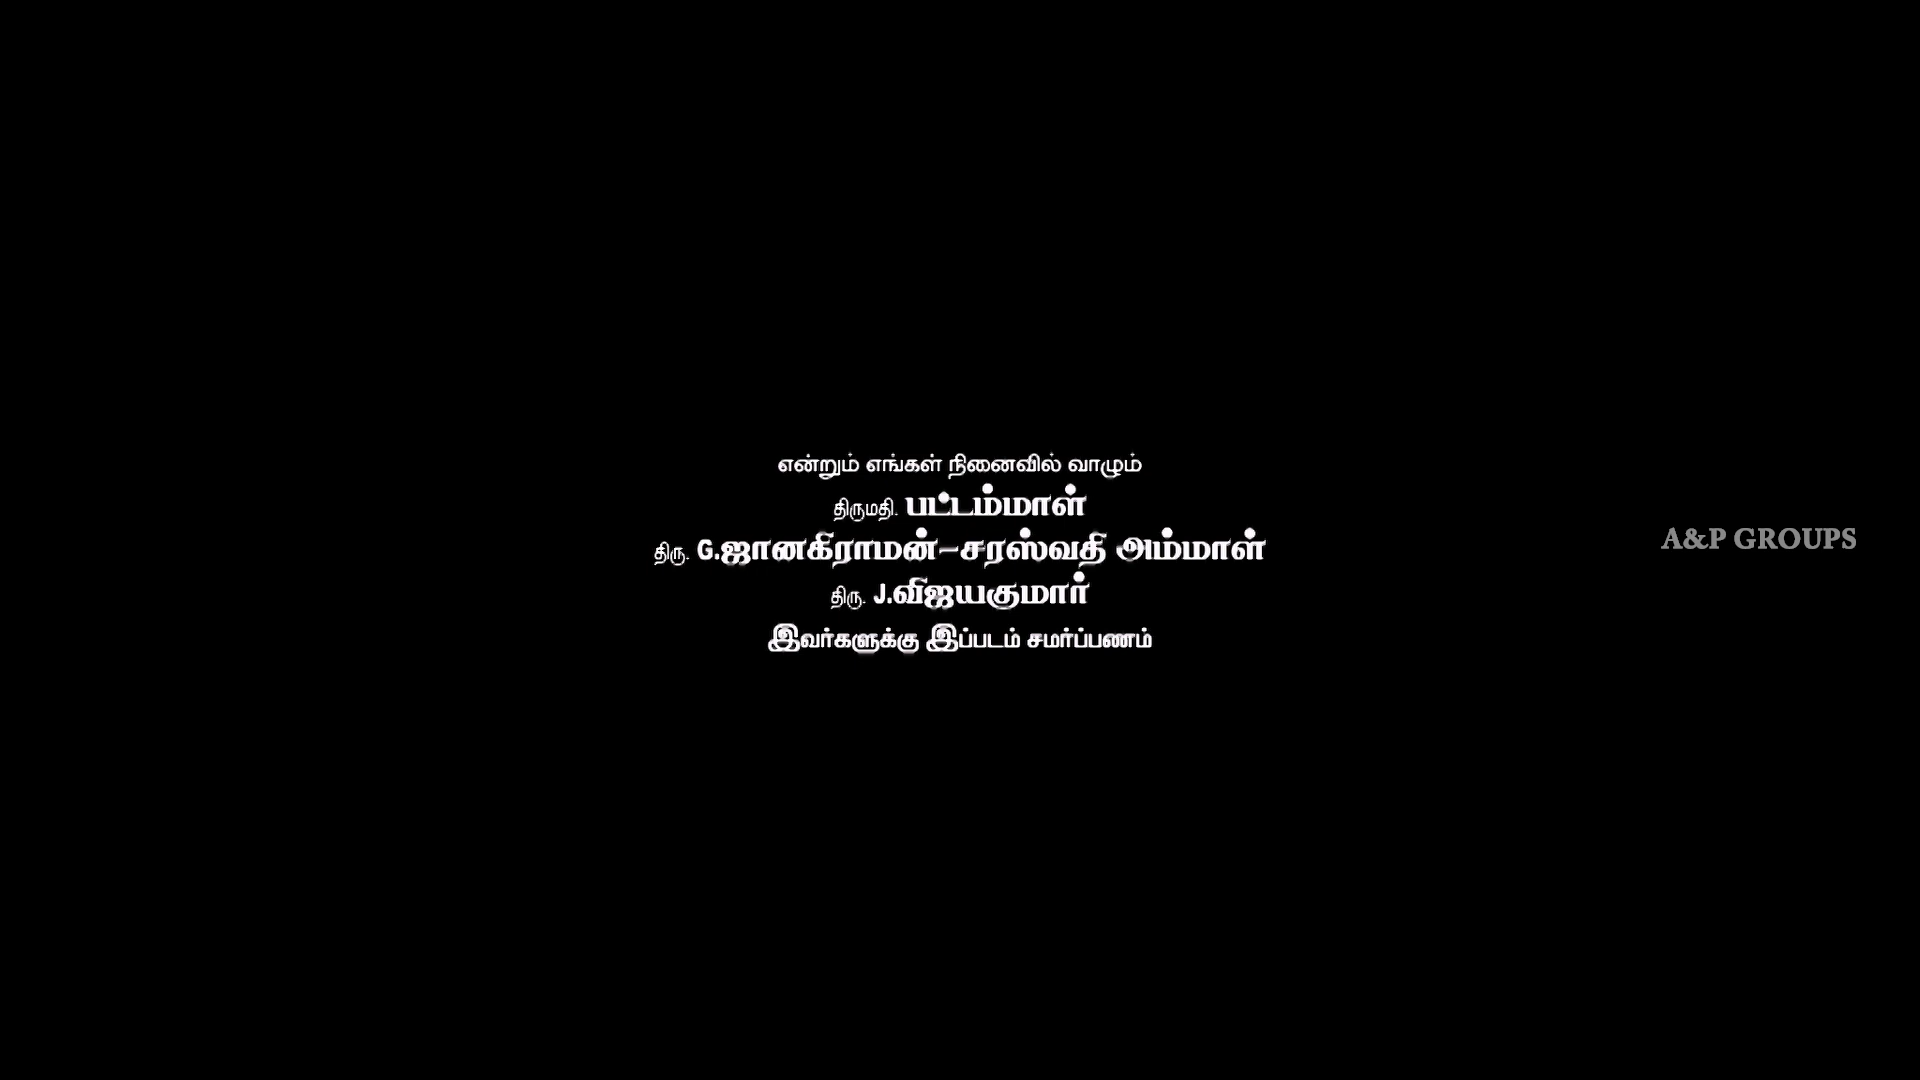 என்றும் எங்கள் நினைவில் வாழும்
திருமதி. பட்டம்மாள்
திரு. G.ஜானகிராமன்-சரஸ்வதி அம்மாள்
திரு. J.விஜயகுமார்
இவர்களுக்கு இப்படம் சமர்ப்பணம்
A&P GROUPS